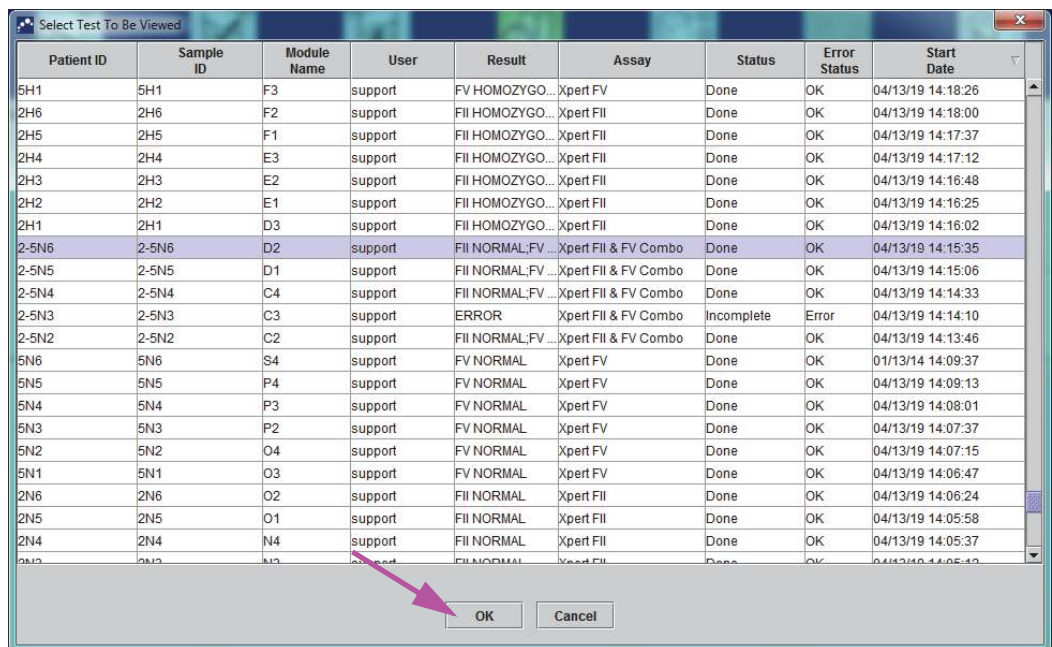 Select Test To Be Viewed
Patient ID Sample ID Module Name User Result Assay Status Error Status Start Date
5H1 5H1 F3 support FV HOMOZYGO... Xpert FV Done OK 04/13/19 14:18:26
2H6 2H6 F2 support FII HOMOZYGO... Xpert FII Done OK 04/13/19 14:18:00
2H5 2H5 F1 support FII HOMOZYGO... Xpert FII Done OK 04/13/19 14:17:37
2H4 2H4 E3 support FII HOMOZYGO... Xpert FII Done OK 04/13/19 14:17:12
2H3 2H3 E2 support FII HOMOZYGO... Xpert FII Done OK 04/13/19 14:16:48
2H2 2H2 E1 support FII HOMOZYGO... Xpert FII Done OK 04/13/19 14:16:25
2H1 2H1 D3 support FII HOMOZYGO... Xpert FII Done OK 04/13/19 14:16:02
2-5N6 2-5N6 D2 support FII NORMAL;FV ... Xpert FII & FV Combo Done OK 04/13/19 14:15:35
2-5N5 2-5N5 D1 support FII NORMAL;FV ... Xpert FII & FV Combo Done OK 04/13/19 14:15:06
2-5N4 2-5N4 C4 support FII NORMAL;FV ... Xpert FII & FV Combo Done OK 04/13/19 14:14:33
2-5N3 2-5N3 C3 support ERROR Xpert FII & FV Combo Incomplete Error 04/13/19 14:14:10
2-5N2 2-5N2 C2 support FII NORMAL;FV ... Xpert FII & FV Combo Done OK 04/13/19 14:13:46
5N6 5N6 S4 support FV NORMAL Xpert FV Done OK 01/13/14 14:09:37
5N5 5N5 P4 support FV NORMAL Xpert FV Done OK 04/13/19 14:09:13
5N4 5N4 P3 support FV NORMAL Xpert FV Done OK 04/13/19 14:08:01
5N3 5N3 P2 support FV NORMAL Xpert FV Done OK 04/13/19 14:07:37
5N2 5N2 O4 support FV NORMAL Xpert FV Done OK 04/13/19 14:07:15
5N1 5N1 O3 support FV NORMAL Xpert FV Done OK 04/13/19 14:06:47
2N6 2N6 O2 support FII NORMAL Xpert FII Done OK 04/13/19 14:06:24
2N5 2N5 O1 support FII NORMAL Xpert FII Done OK 04/13/19 14:05:58
2N4 2N4 N4 support FII NORMAL Xpert FII Done OK 04/13/19 14:05:37
OK Cancel